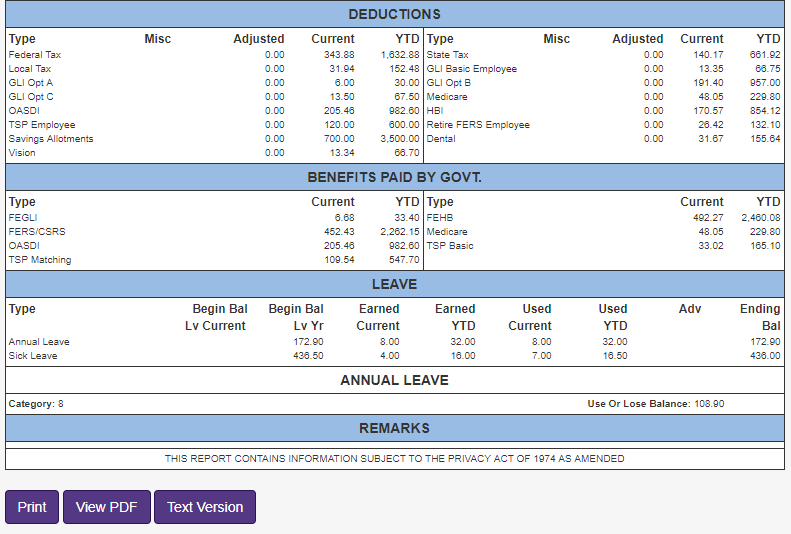 DEDUCTIONS
Type Misc Adjusted Current YTD Type Misc Adjusted Current YTD
Federal Tax 0.00 343.88 1,632.88 State Tax 0.00 140.17 661.92
Local Tax 0.00 31.94 152.48 GLI Basic Employee 0.00 13.35 66.75
GLI Opt A 0.00 6.00 30.00 GLI Opt B 0.00 191.40 957.00
GLI Opt C 0.00 13.50 67.50 Medicare 0.00 48.05 229.80
OASDI 0.00 205.46 982.60 HBI 0.00 170.57 854.12
TSP Employee 0.00 120.00 600.00 Retire FERS Employee 0.00 26.42 132.10
Savings Allotments 0.00 700.00 3,500.00 Dental 0.00 31.67 155.64
Vision 0.00 13.34 66.70
BENEFITS PAID BY GOVT.
Type Current YTD Type Current YTD
FEGLI 6.68 33.40 FEHB 492.27 2,460.08
FERS/CSRS 452.43 2,262.15 Medicare 48.05 229.80
OASDI 205.46 982.60 TSP Basic 33.02 165.10
TSP Matching 109.54 547.70
LEAVE
Type Begin Bal Begin Bal Earned Earned Used Used Adv Ending
Lv Current Lv Yr Current YTD Current YTD Bal
Annual Leave 172.90 8.00 32.00 8.00 32.00 172.90
Sick Leave 436.50 4.00 16.00 7.00 16.50 436.00
ANNUAL LEAVE
Category: 8 Use Or Lose Balance: 108.90
REMARKS
THIS REPORT CONTAINS INFORMATION SUBJECT TO THE PRIVACY ACT OF 1974 AS AMENDED
Print View PDF Text Version